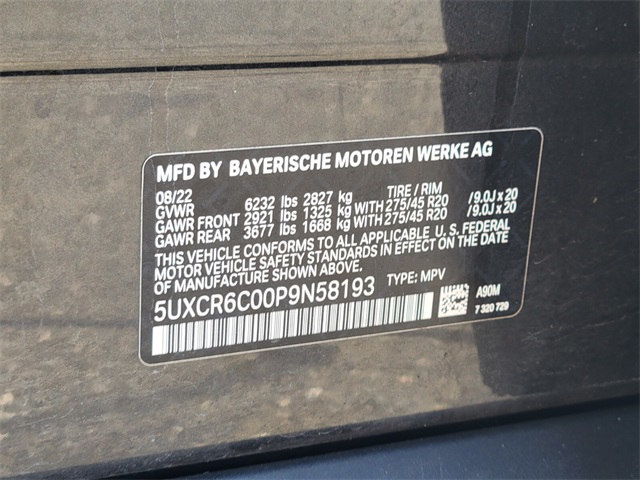 MFD BY BAYERISCHE MOTOREN WERKE AG
08/22 TIRE / RIM
GVWR 6232 lbs 2827 kg
GAWR FRONT 2921 lbs 1325 kg WITH 275/45 R20 /9.0J x 20
GAWR REAR 3677 lbs 1668 kg WITH 275/45 R20 /9.0J x 20
THIS VEHICLE CONFORMS TO ALL APPLICABLE U.S. FEDERAL
MOTOR VEHICLE SAFETY STANDARDS IN EFFECT ON THE DATE
OF MANUFACTURE SHOWN ABOVE.
5UXCR6C00P9N58193 TYPE: MPV
A90M
7 320 729